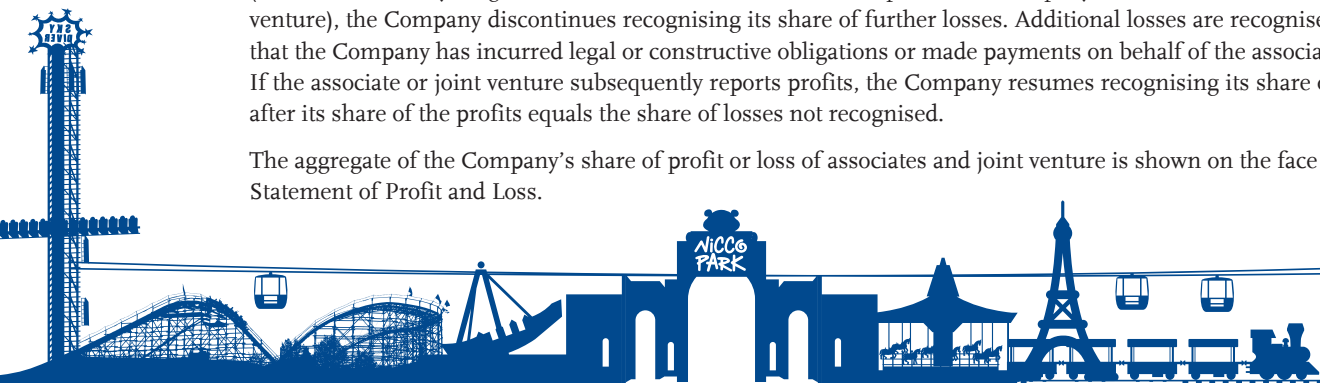 venture), the Company discontinues recognising its share of further losses. Additional losses are recognise
that the Company has incurred legal or constructive obligations or made payments on behalf of the associa
If the associate or joint venture subsequently reports profits, the Company resumes recognising its share
after its share of the profits equals the share of losses not recognised.
The aggregate of the Company's share of profit or loss of associates and joint venture is shown on the face
Statement of Profit and Loss.
SKY
DIVER
NICCO
PARK